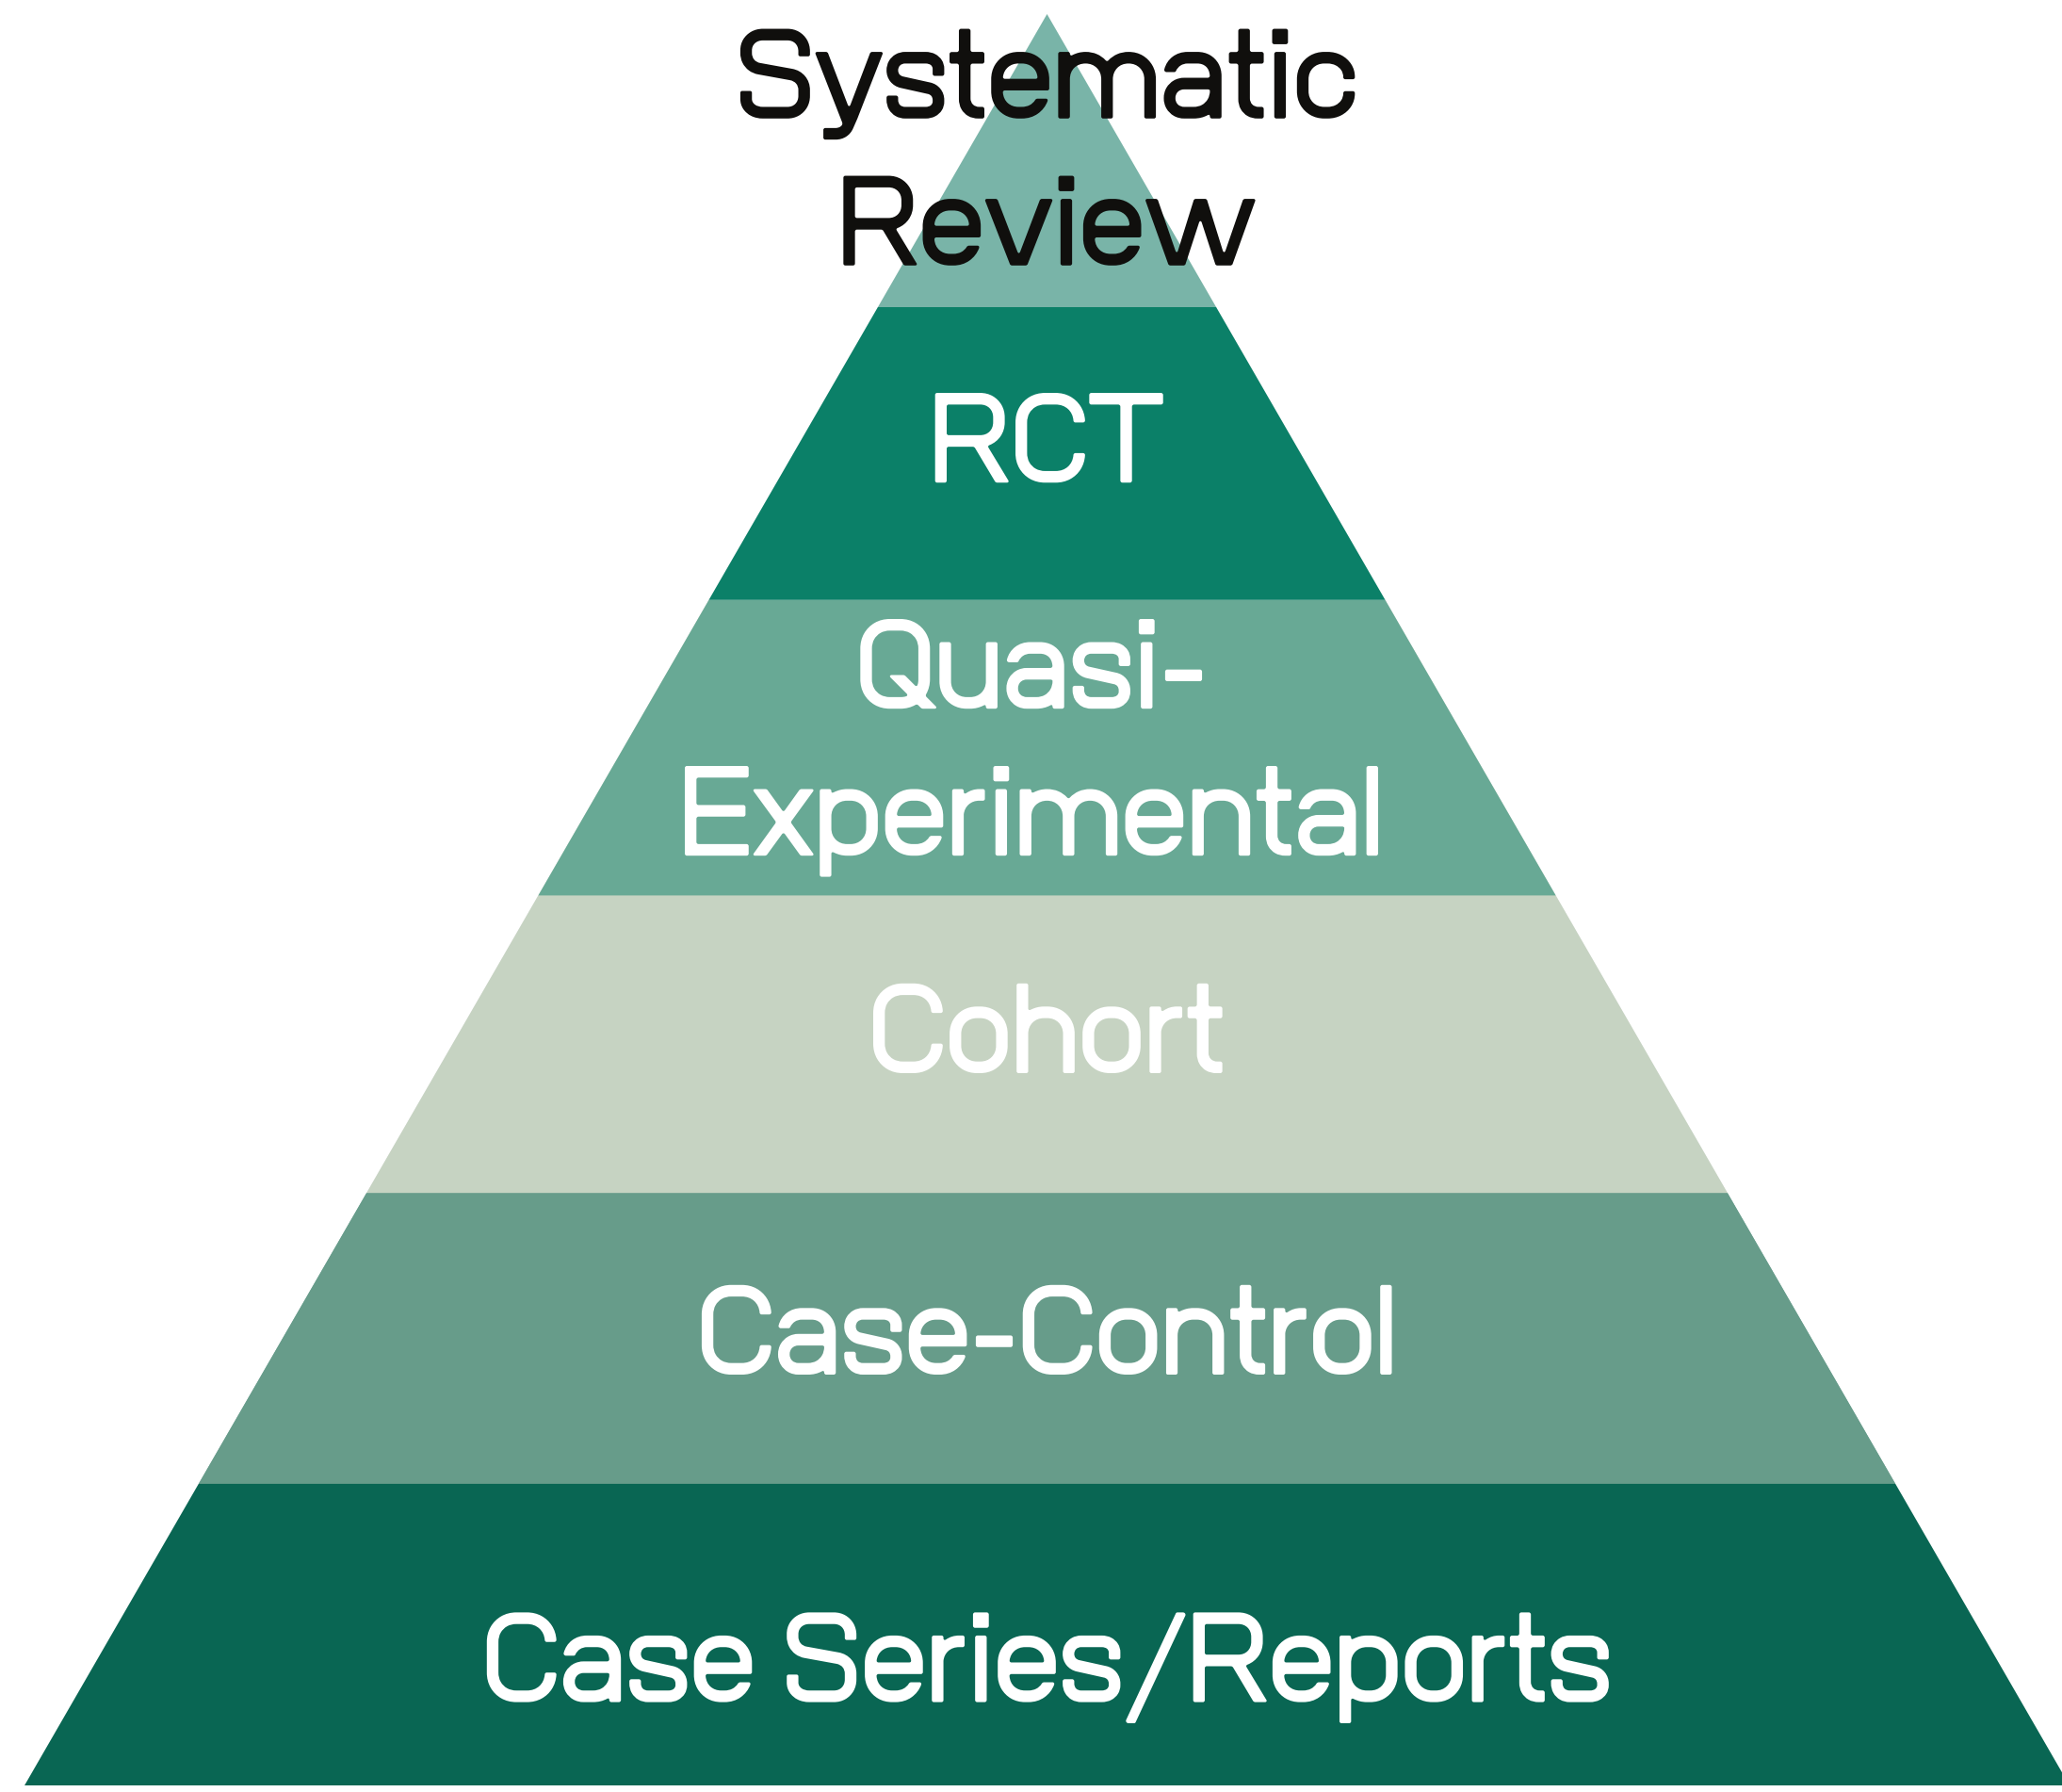 Systematic
Review
RCT
Quasi-
Experimental
Cohort
Case-Control
Case Series/Reports